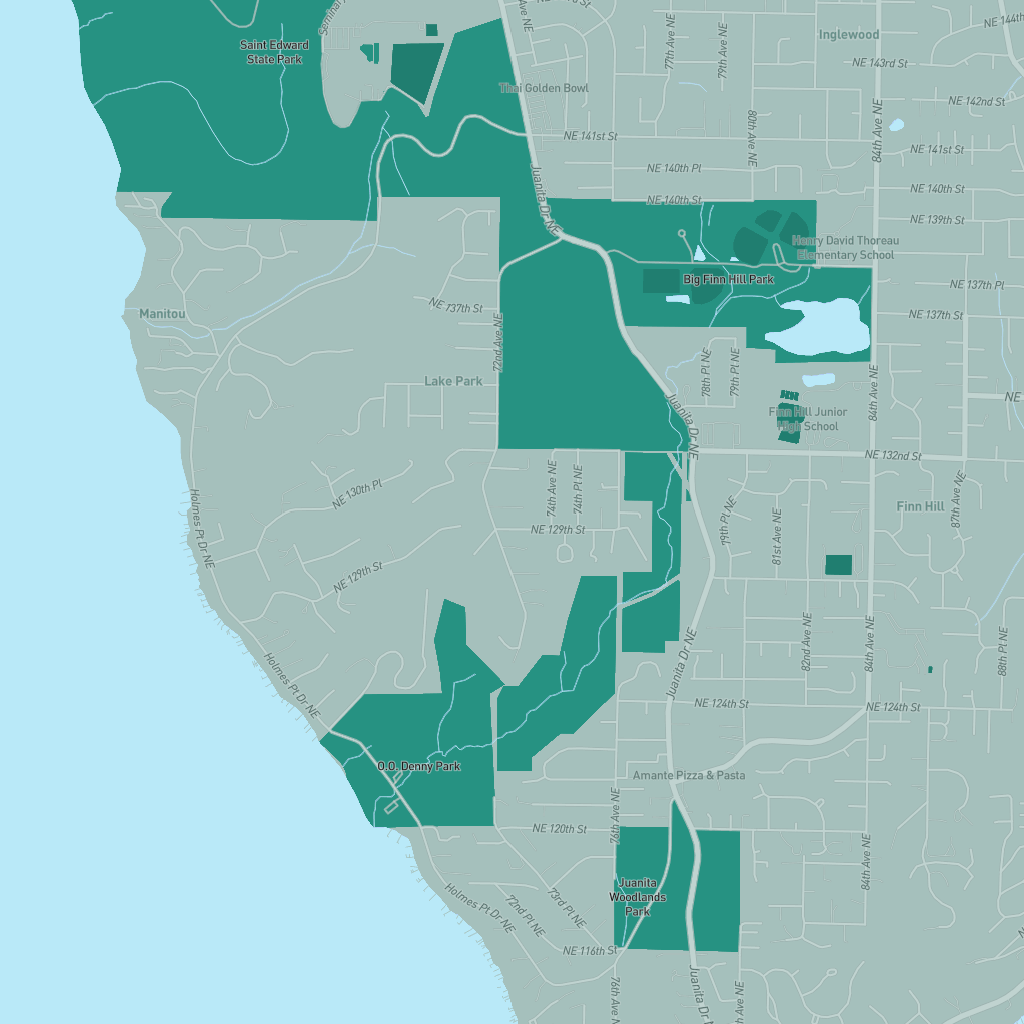 Seminary
Ave NE
NE 143rd St
77th Ave NE
79th Ave NE
Inglewood
NE 144th
Saint Edward
State Park
NE 143rd St
Thai Golden Bowl
NE 142nd St
80th Ave NE
84th Ave NE
NE 141st St
NE 141st St
NE 140th Pl
Juanita Dr NE
NE 140th St
NE 140th St
NE 139th St
Henry David Thoreau
Elementary School
Big Finn Hill Park
NE 137th Pl
Manitou
NE 137th St
72nd Ave NE
NE 137th St
78th Pl NE
79th Pl NE
Lake Park
84th Ave NE
NE
Juanita Dr NE
Finn Hill Junior
High School
NE 132nd St
74th Ave NE
74th Pl NE
NE 130th Pl
87th Ave NE
Finn Hill
79th Pl NE
81st Ave NE
Holmes Pt Dr NE
NE 129th St
NE 129th St
82nd Ave NE
84th Ave NE
88th Pl NE
Juanita Dr NE
Holmes Pt Dr NE
NE 124th St
NE 124th St
O.O. Denny Park
Amante Pizza & Pasta
76th Ave NE
NE 120th St
84th Ave NE
Juanita
Woodlands
Park
Holmes Pt Dr NE
72nd Pl NE
73rd Pl NE
NE 116th St
76th Ave N
Juanita Dr N
79th Ave NE